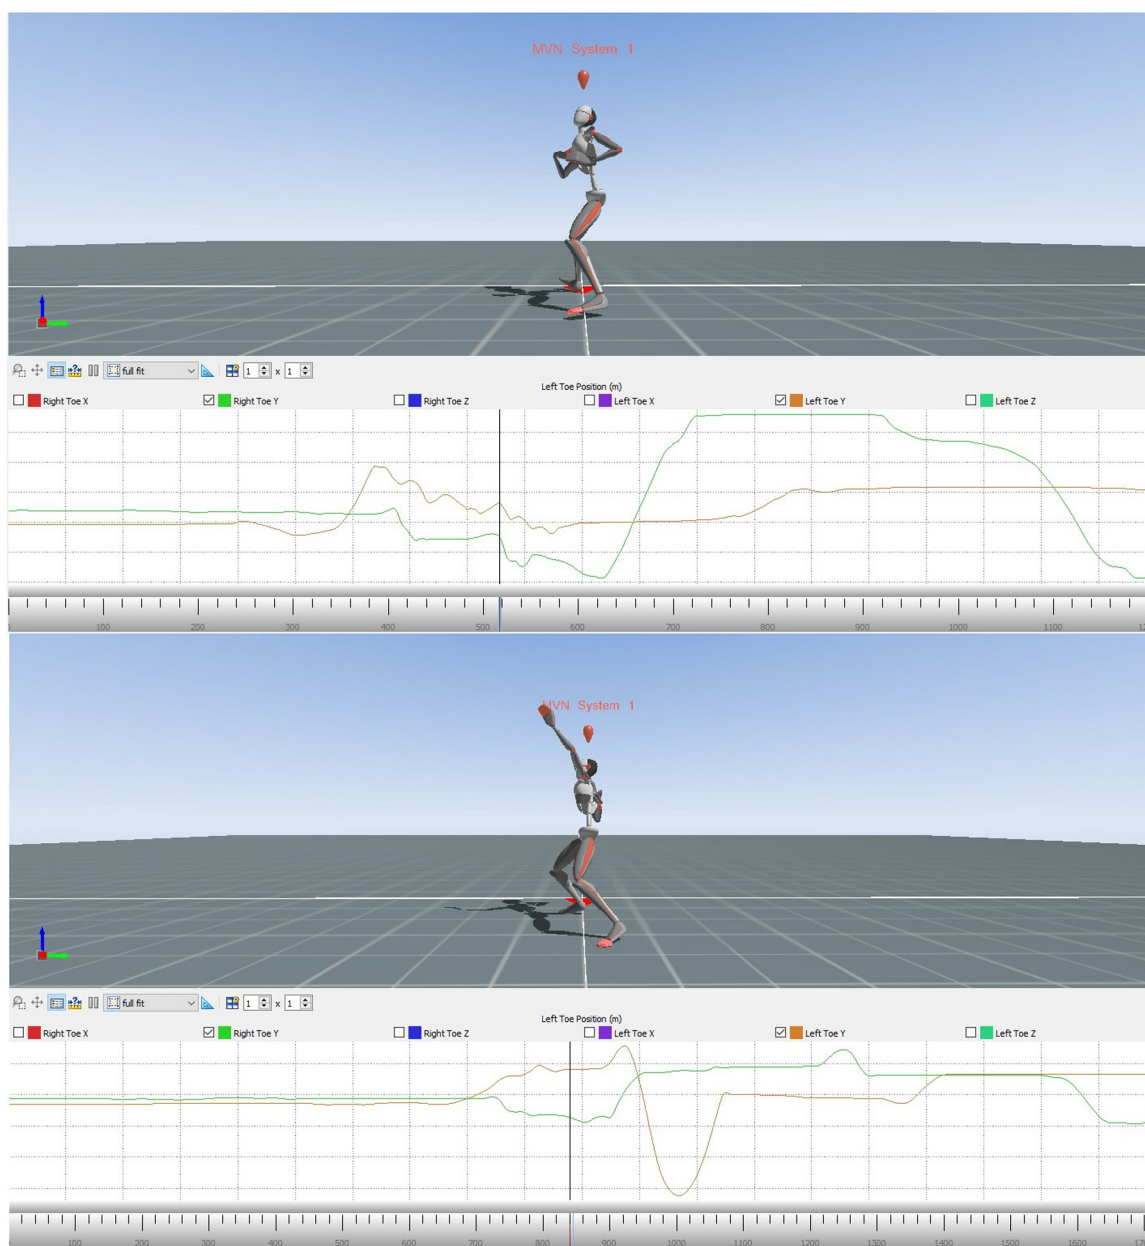 MVN System 1
full fit 1 x 1
Left Toe Position (m)
Right Toe X Right Toe Y Right Toe Z Left Toe X Left Toe Y Left Toe Z
100 200 300 400 500 600 700 800 900 1000 1100
MVN System 1
full fit 1 x 1
Left Toe Position (m)
Right Toe X Right Toe Y Right Toe Z Left Toe X Left Toe Y Left Toe Z
100 200 300 400 500 600 700 800 900 1000 1100 1200 1300 1400 1500 1600